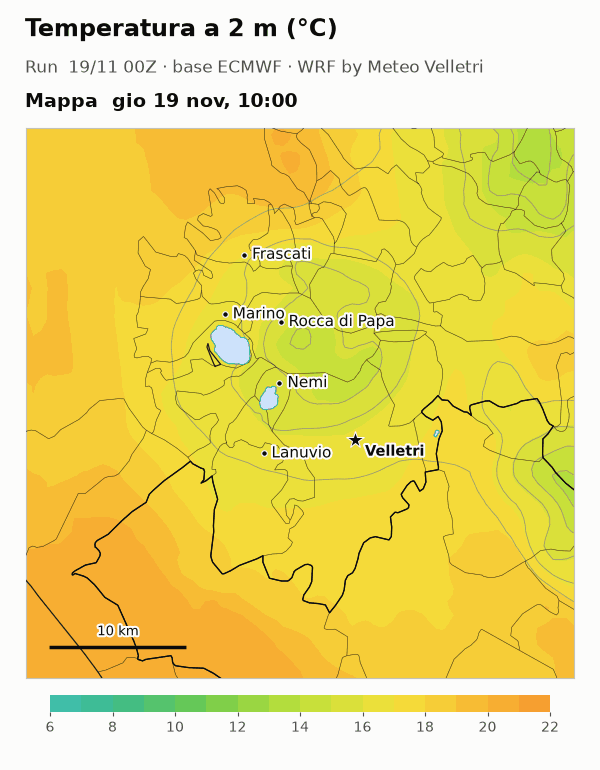 Temperatura a 2 m (°C)
Run 19/11 00Z · base ECMWF · WRF by Meteo Velletri
Mappa gio 19 nov, 10:00
Frascati
Marino
Rocca di Papa
Nemi
Velletri
Lanuvio
10 km
6 8 10 12 14 16 18 20 22